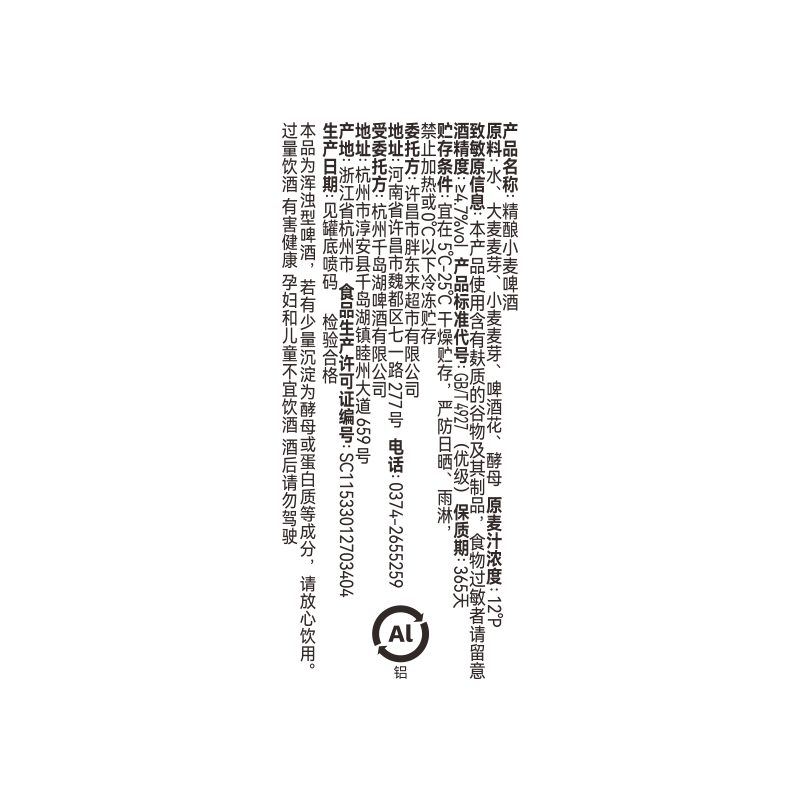 产品名称：精酿小麦啤酒
原料：水、大麦麦芽、小麦麦芽、啤酒花、酵母 原麦汁浓度：12°P
致敏原信息：本产品使用含有麸质的谷物及其制品，食物过敏者请留意
酒精度：≥4.7%vol 产品标准代号：GB/T 4927（优级）保质期：365天
贮存条件：宜在 5℃-25℃ 干燥贮存，严防日晒、雨淋，
禁止加热或0℃以下冷冻贮存
委托方：许昌市胖东来超市有限公司
地址：河南省许昌市魏都区七一路 277 号 电话：0374-2655259
受委托方：杭州千岛湖啤酒有限公司
地址：杭州市淳安县千岛湖镇睦州大道 659 号
产地：浙江省杭州市 食品生产许可证编号：SC11533012703404
生产日期：见罐底喷码 检验合格
本品为浑浊型啤酒，若有少量沉淀为酵母或蛋白质等成分，请放心饮用。
过量饮酒 有害健康 孕妇和儿童不宜饮酒 酒后请勿驾驶
Al
铝